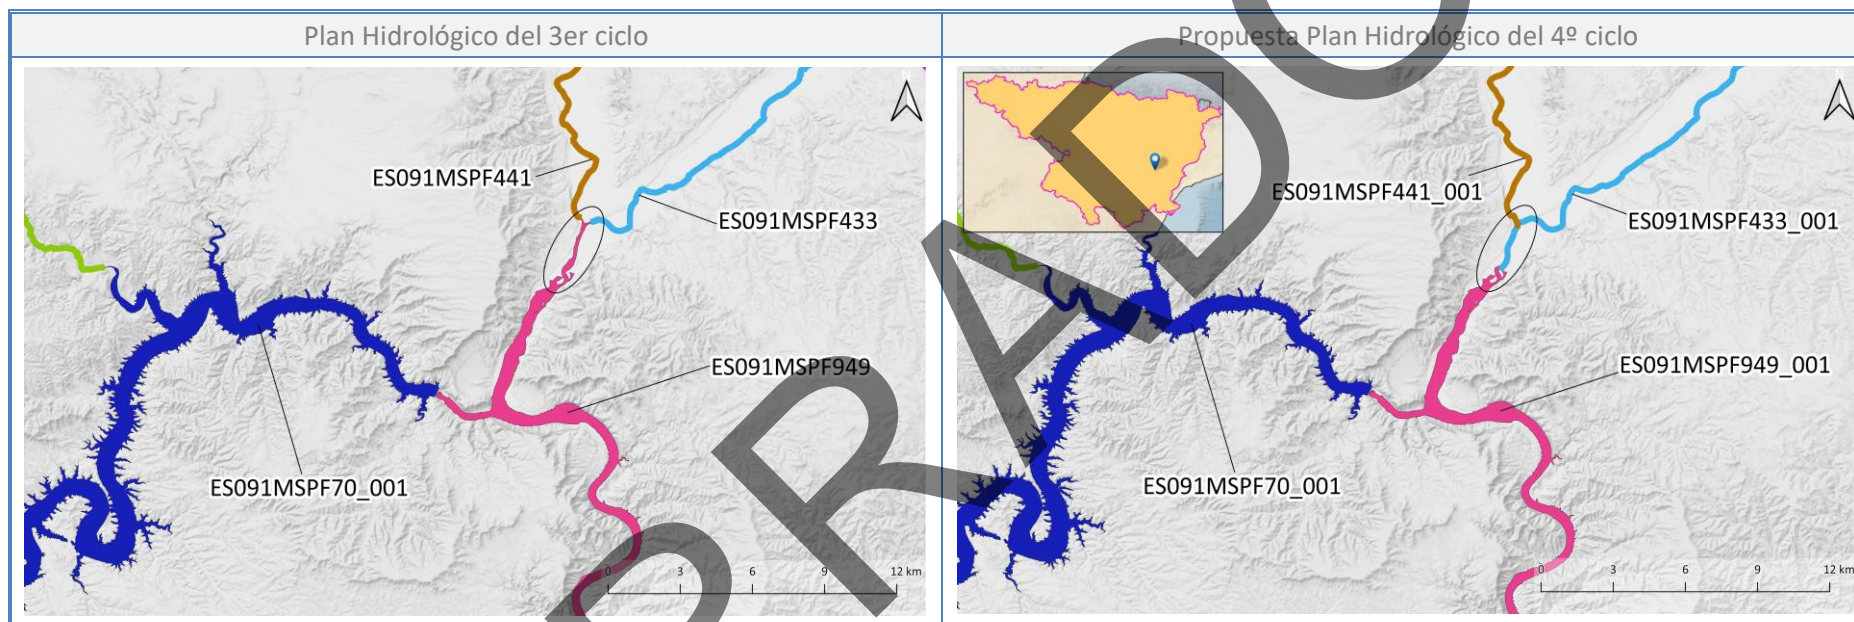 Plan Hidrológico del 3er ciclo
Propuesta Plan Hidrológico del 4º ciclo
ES091MSPF441
ES091MSPF433
ES091MSPF949
ES091MSPF70_001
0 3 6 9 12 km
ES091MSPF441_001
ES091MSPF433_001
ES091MSPF949_001
ES091MSPF70_001
0 3 6 9 12 km